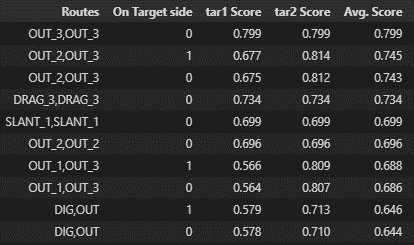 Routes On Target side tar1 Score tar2 Score Avg. Score
OUT_3,OUT_3 0 0.799 0.799 0.799
OUT_2,OUT_3 1 0.677 0.814 0.745
OUT_2,OUT_3 0 0.675 0.812 0.743
DRAG_3,DRAG_3 0 0.734 0.734 0.734
SLANT_1,SLANT_1 0 0.699 0.699 0.699
OUT_2,OUT_2 0 0.696 0.696 0.696
OUT_1,OUT_3 1 0.566 0.809 0.688
OUT_1,OUT_3 0 0.564 0.807 0.686
DIG,OUT 1 0.579 0.713 0.646
DIG,OUT 0 0.578 0.710 0.644